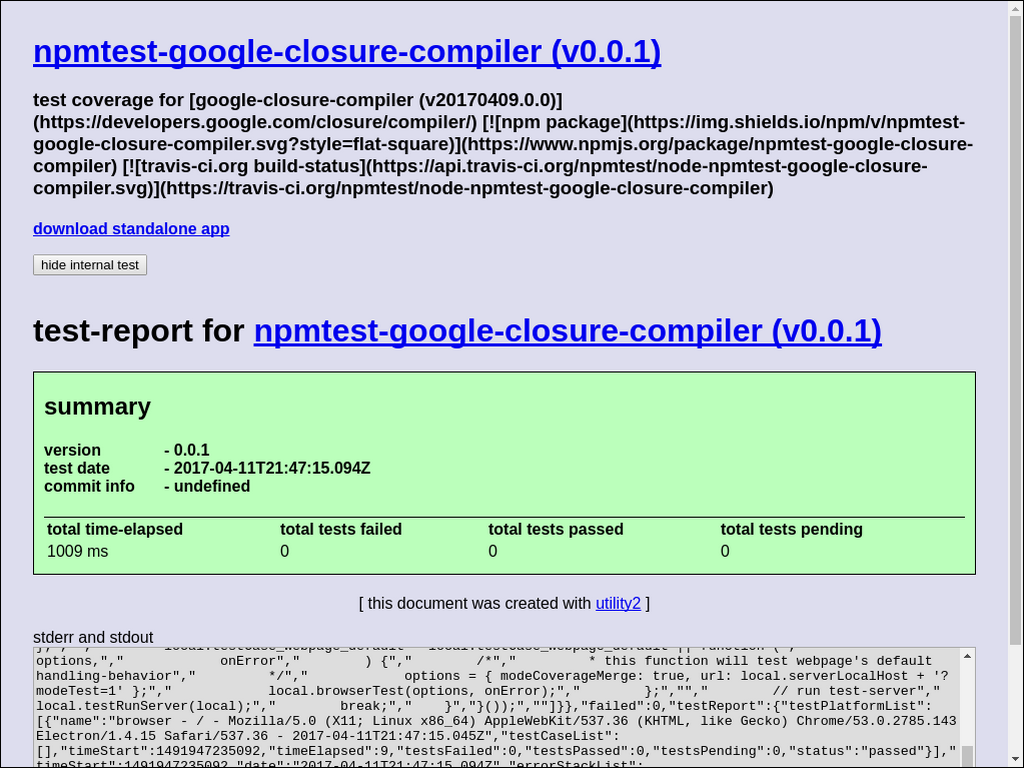 npmtest-google-closure-compiler (v0.0.1)
test coverage for [google-closure-compiler (v20170409.0.0)]
(https://developers.google.com/closure/compiler/) [![npm package](https://img.shields.io/npm/v/npmtest-
google-closure-compiler.svg?style=flat-square)](https://www.npmjs.org/package/npmtest-google-closure-
compiler) [![travis-ci.org build-status](https://api.travis-ci.org/npmtest/node-npmtest-google-closure-
compiler.svg)](https://travis-ci.org/npmtest/node-npmtest-google-closure-compiler)
download standalone app
hide internal test
test-report for npmtest-google-closure-compiler (v0.0.1)
summary
version - 0.0.1
test date - 2017-04-11T21:47:15.094Z
commit info - undefined
total time-elapsed total tests failed total tests passed total tests pending
1009 ms 0 0 0
[ this document was created with utility2 ]
stderr and stdout
options,"," onError"," ) {"," /*"," * this function will test webpage's default
handling-behavior"," */"," options = { modeCoverageMerge: true, url: local.serverLocalHost + '?
modeTest=1' };"," local.browserTest(options, onError);"," };",""," // run test-server","
local.testRunServer(local);"," break;"," }","}());",""]}},"failed":0,"testReport":{"testPlatformList":
[{"name":"browser - / - Mozilla/5.0 (X11; Linux x86_64) AppleWebKit/537.36 (KHTML, like Gecko) Chrome/53.0.2785.143
Electron/1.4.15 Safari/537.36 - 2017-04-11T21:47:15.045Z","testCaseList":
[],"timeStart":1491947235092,"timeElapsed":9,"testsFailed":0,"testsPassed":0,"testsPending":0,"status":"passed"}],"
timeStart":1491947235092,"date":"2017-04-11T21:47:15.094Z","errorStackList":